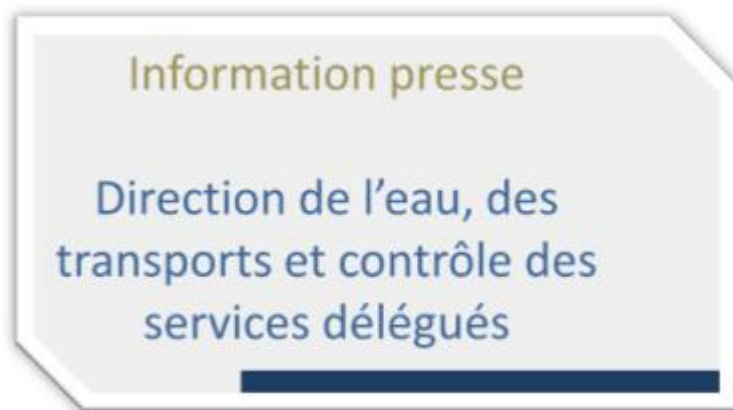 Information presse
Direction de l’eau, des
transports et contrôle des
services délégués